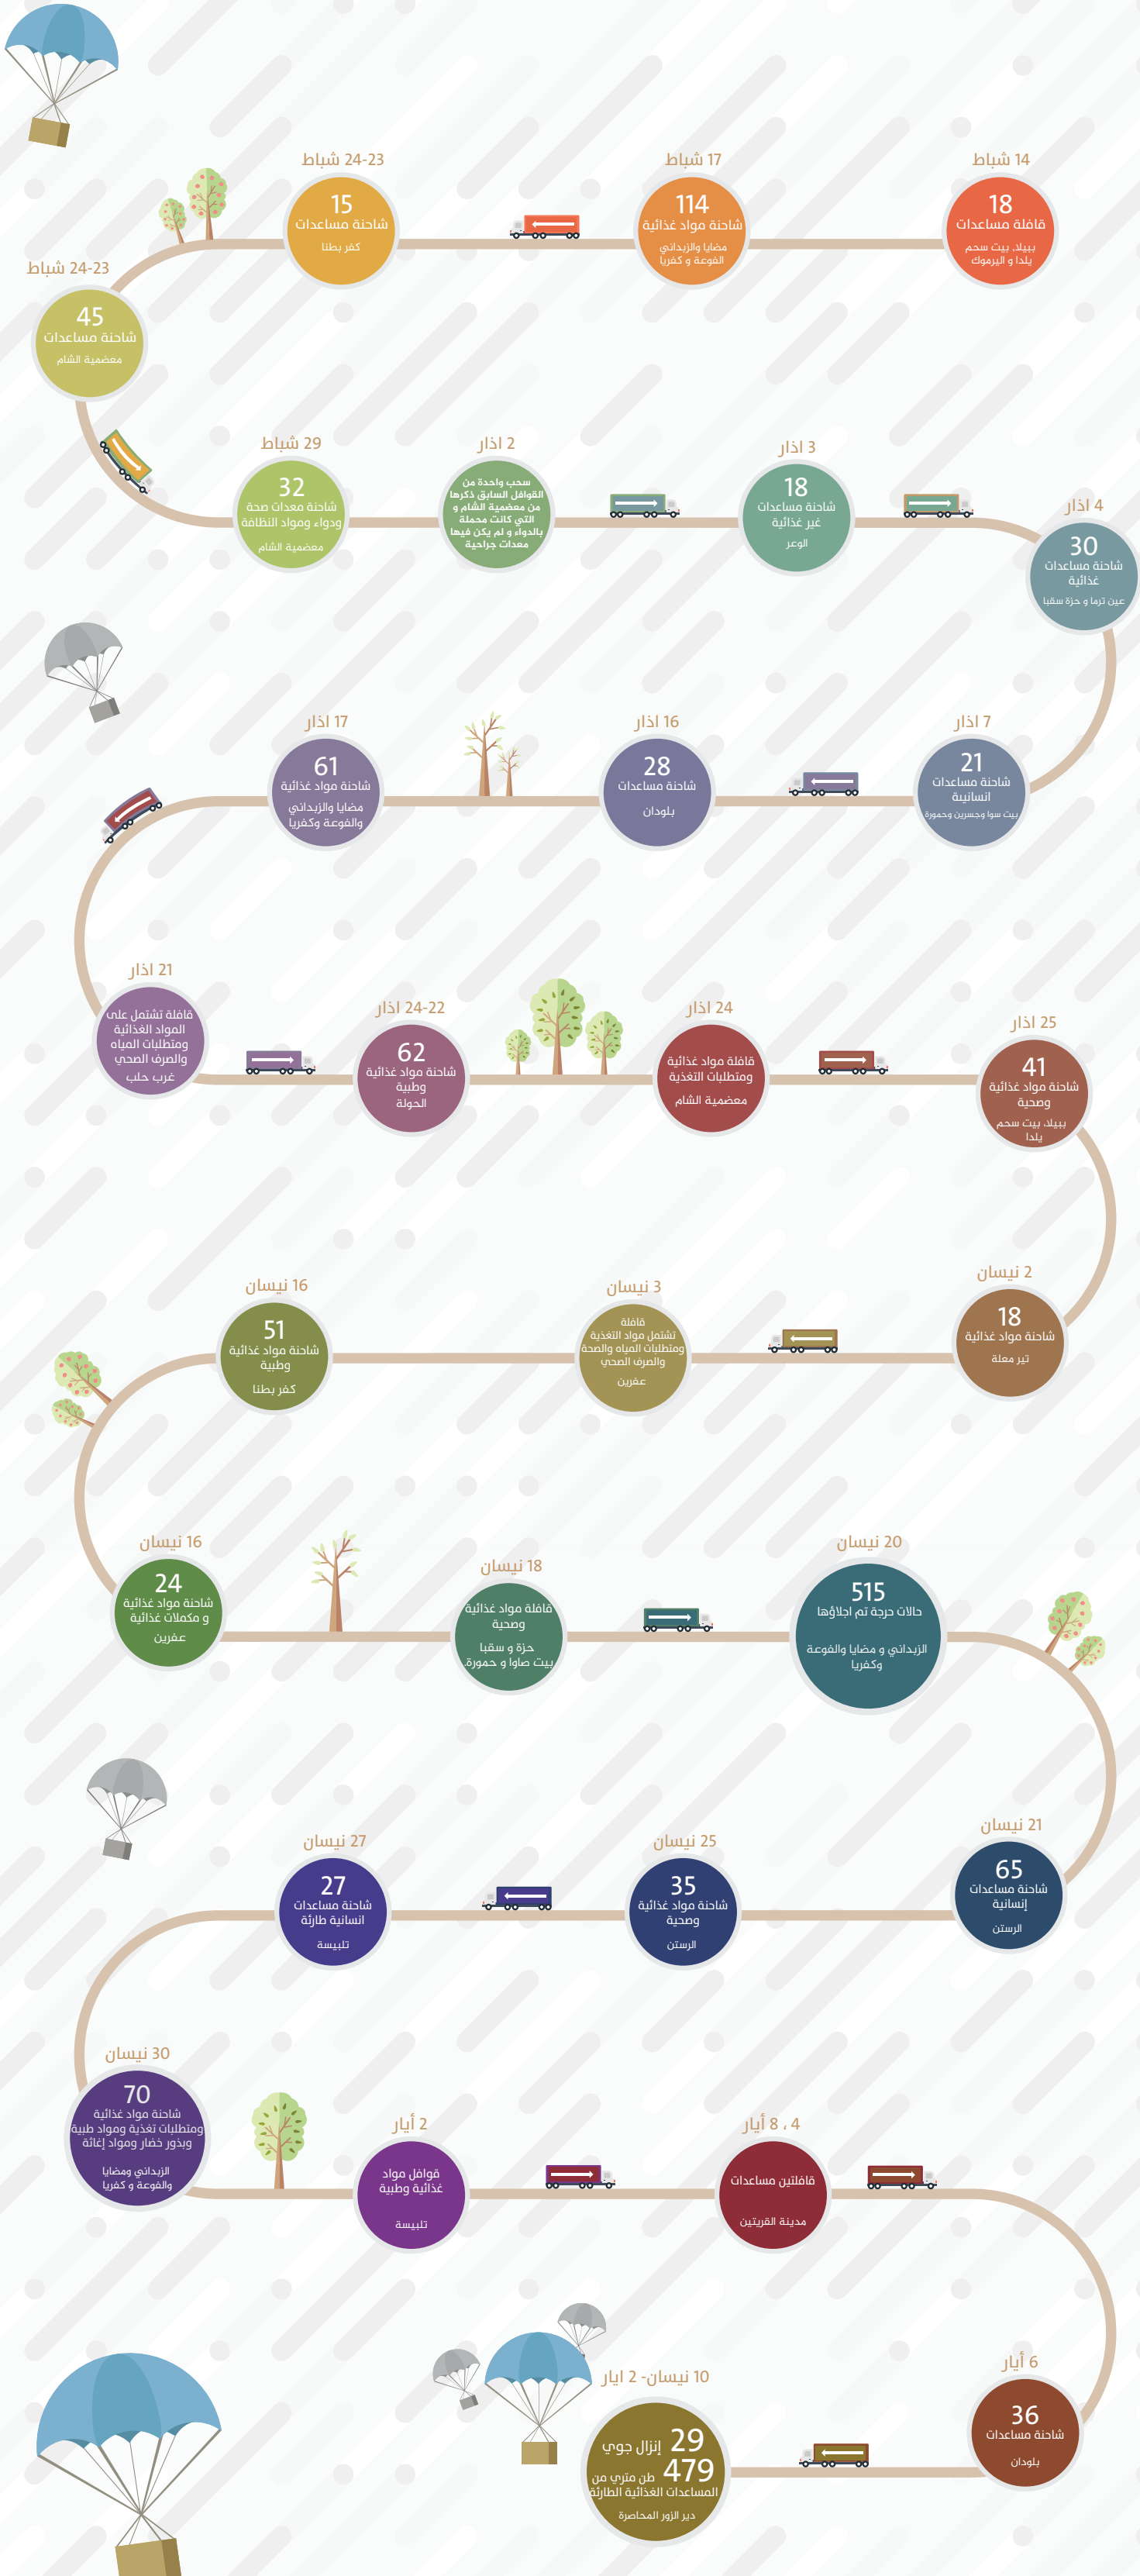 14 شباط
18
قافلة مساعدات
ببيلا، بيت سحم
يلدا و اليرموك
17 شباط
114
شاحنة مواد غذائية
مضايا والزبداني
الفوعة و كفريا
23-24 شباط
15
شاحنة مساعدات
كفر بطنا
23-24 شباط
45
شاحنة مساعدات
معضمية الشام
29 شباط
32
شاحنة معدات صحة
ودواء ومواد النظافة
معضمية الشام
2 اذار
سحب واحدة من
القوافل السابق ذكرها
من معضمية الشام و
التي كانت محملة
بالدواء و لم يكن فيها
معدات جراحية
3 اذار
18
شاحنة مساعدات
غير غذائية
الوعر
4 اذار
30
شاحنة مساعدات
غذائية
عين ترما و حزة سقبا
7 اذار
21
شاحنة مساعدات
انسانيية
بيت سوا وجسرين وحمورة
16 اذار
28
شاحنة مساعدات
بلودان
17 اذار
61
شاحنة مواد غذائية
مضايا والزبداني
والفوعة وكفريا
21 اذار
قافلة تشتمل على
المواد الغذائية
ومتطلبات المياه
والصرف الصحي
غرب حلب
22-24 اذار
62
شاحنة مواد غذائية
وطبية
الحولة
24 اذار
قافلة مواد غذائية
ومتطلبات التغذية
معضمية الشام
25 اذار
41
شاحنة مواد غذائية
وصحية
ببيلا، بيت سحم
يلدا
2 نيسان
18
شاحنة مواد غذائية
تير معلة
3 نيسان
قافلة
تشتمل مواد التغذية
ومتطلبات المياه والصحة
والصرف الصحي
عفرين
16 نيسان
51
شاحنة مواد غذائية
وطبية
كفر بطنا
16 نيسان
24
شاحنة مواد غذائية
و مكملات غذائية
عفرين
18 نيسان
قافلة مواد غذائية
وصحية
حزة و سقبا
بيت صاوا و حمورة.
20 نيسان
515
حالات حرجة تم اجلاؤها
الزبداني و مضايا والفوعة
وكفريا
21 نيسان
65
شاحنة مساعدات
إنسانية
الرستن
25 نيسان
35
شاحنة مواد غذائية
وصحية
الرستن
27 نيسان
27
شاحنة مساعدات
انسانية طارئة
تلبيسة
30 نيسان
70
شاحنة مواد غذائية
ومتطلبات تغذية ومواد طبية
وبذور خضار ومواد إغاثة
الزبداني ومضايا
والفوعة و كفريا
2 أيار
قوافل مواد
غذائية وطبية
تلبيسة
4 ، 8 أيار
قافلتين مساعدات
مدينة القريتين
6 أيار
36
شاحنة مساعدات
بلودان
10 نيسان- 2 ايار
29 إنزال جوي
479 طن متري من
المساعدات الغذائية الطارئة
دير الزور المحاصرة